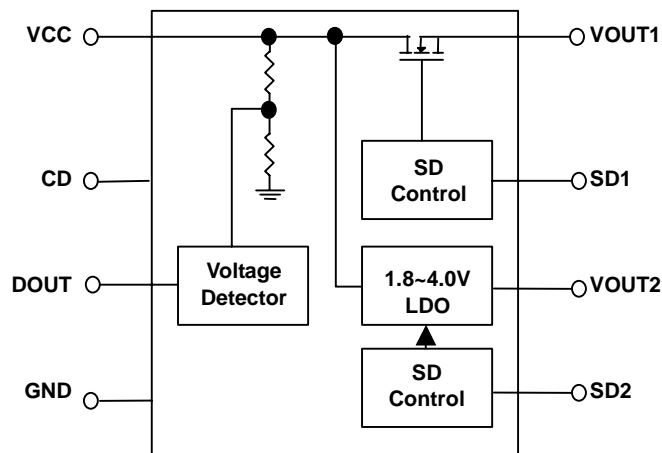 VCC
VOUT1
CD
SD
Control
SD1
DOUT
Voltage
Detector
1.8~4.0V
LDO
VOUT2
GND
SD
Control
SD2